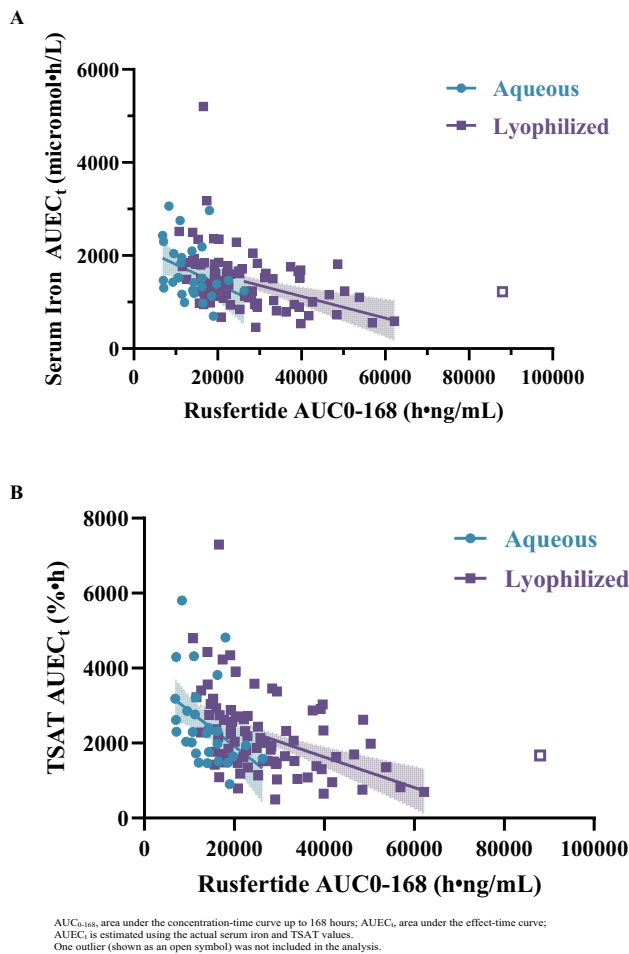 A
Serum Iron AUECt (micromol•h/L)
6000
4000
2000
0
0 20000 40000 60000 80000 100000
Rusfertide AUC0-168 (h•ng/mL)
Aqueous
Lyophilized
B
TSAT AUECt (%•h)
8000
6000
4000
2000
0
0 20000 40000 60000 80000 100000
Rusfertide AUC0-168 (h•ng/mL)
Aqueous
Lyophilized
AUC0-168, area under the concentration-time curve up to 168 hours; AUECt, area under the effect-time curve;
AUECt is estimated using the actual serum iron and TSAT values.
One outlier (shown as an open symbol) was not included in the analysis.